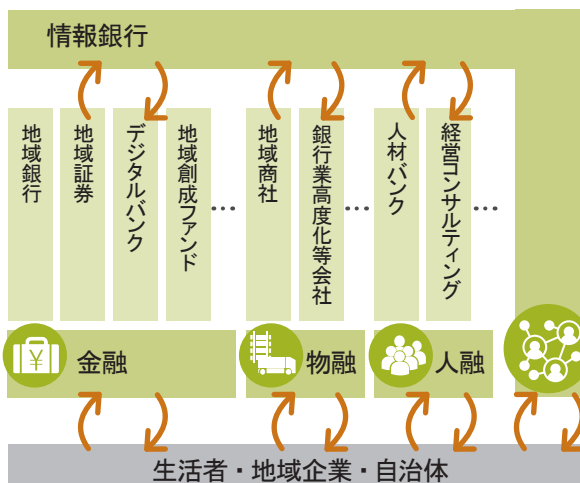 情報銀行
地域銀行
地域証券
デジタルバンク
地域創成ファンド
…
地域商社
銀行業高度化等会社
…
人材バンク
経営コンサルティング
…
¥
金融
物融
人融
生活者・地域企業・自治体